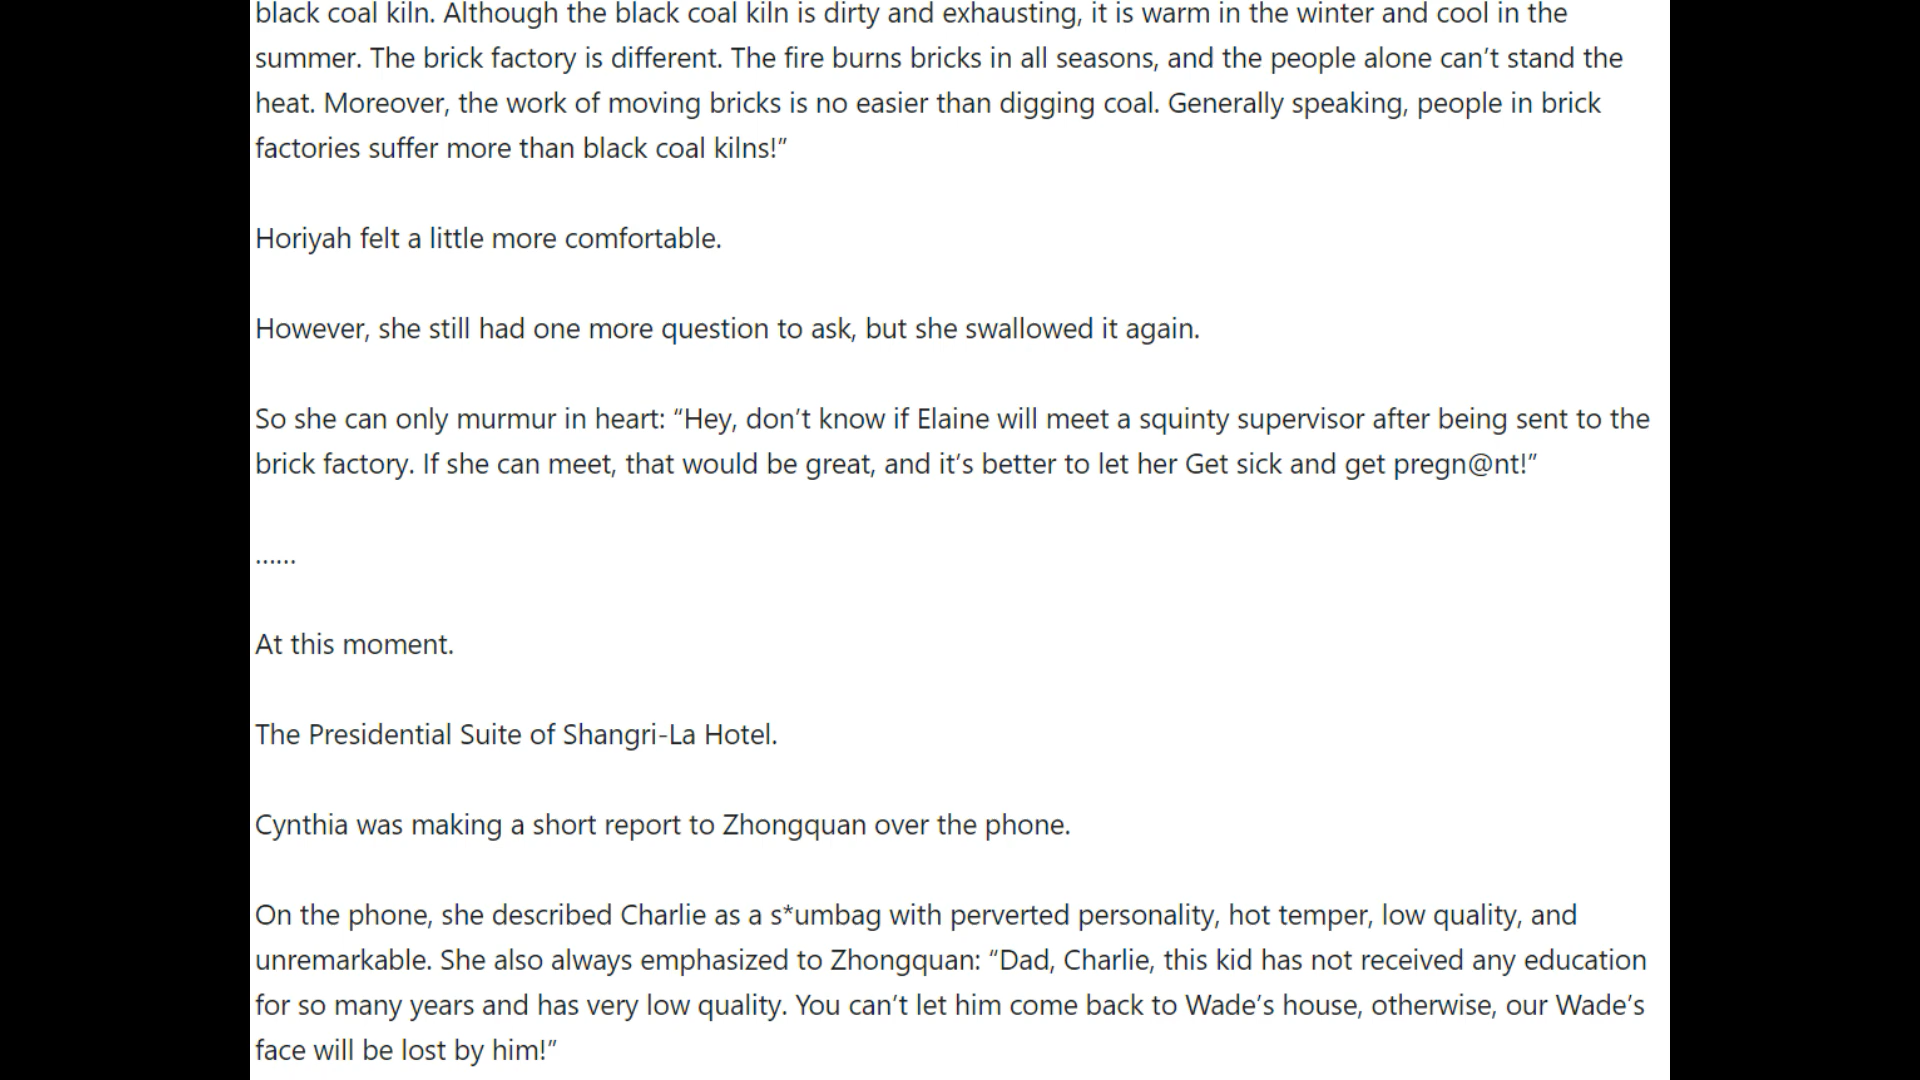 black coal kiln. Although the black coal kiln is dirty and exhausting, it is warm in the winter and cool in the
summer. The brick factory is different. The fire burns bricks in all seasons, and the people alone can’t stand the
heat. Moreover, the work of moving bricks is no easier than digging coal. Generally speaking, people in brick
factories suffer more than black coal kilns!”
Horiyah felt a little more comfortable.
However, she still had one more question to ask, but she swallowed it again.
So she can only murmur in heart: “Hey, don’t know if Elaine will meet a squinty supervisor after being sent to the
brick factory. If she can meet, that would be great, and it’s better to let her Get sick and get pregn@nt!”
......
At this moment.
The Presidential Suite of Shangri-La Hotel.
Cynthia was making a short report to Zhongquan over the phone.
On the phone, she described Charlie as a s*umbag with perverted personality, hot temper, low quality, and
unremarkable. She also always emphasized to Zhongquan: “Dad, Charlie, this kid has not received any education
for so many years and has very low quality. You can’t let him come back to Wade’s house, otherwise, our Wade’s
face will be lost by him!”